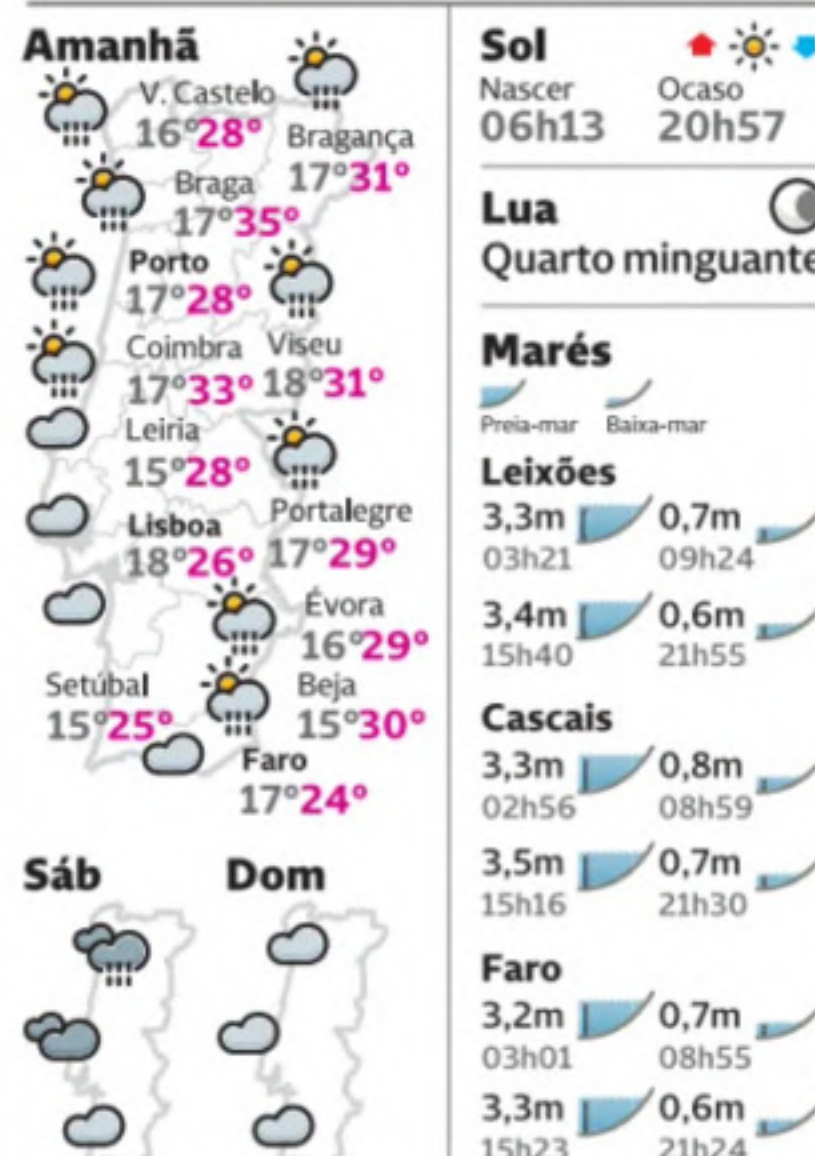 Amanhã
V. Castelo
16°28°
Bragança
17°31°
Braga
17°35°
Porto
17°28°
Coimbra
17°33°
Viseu
18°31°
Leiria
15°28°
Lisboa
18°26°
Portalegre
17°29°
Évora
16°29°
Setúbal
15°25°
Beja
15°30°
Faro
17°24°
Sáb
Dom
Sol
Nascer
06h13
Ocaso
20h57
Lua
Quarto minguante
Marés
Preia-mar
Baixa-mar
Leixões
3,3m
0,7m
03h21
09h24
3,4m
0,6m
15h40
21h55
Cascais
3,3m
0,8m
02h56
08h59
3,5m
0,7m
15h16
21h30
Faro
3,2m
0,7m
03h01
08h55
3,3m
0,6m
15h23
21h24